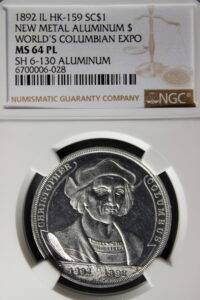 1892 IL HK-159 SC$1
NEW METAL ALUMINUM $
WORLD'S COLUMBIAN EXPO
MS 64 PL
SH 6-130 ALUMINUM
6700006-028
NUMISMATIC GUARANTY COMPANY
NGC
CHRISTOPHER COLUMBUS
1492 1892